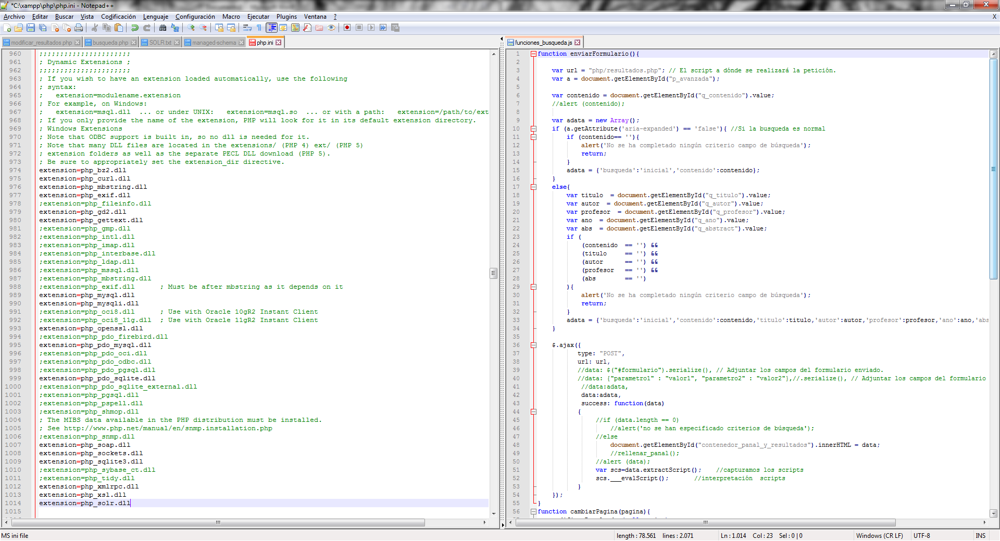 *C:\xampp\php\php.ini - Notepad++
Archivo Editar Buscar Vista Codificación Lenguaje Configuración Macro Ejecutar Plugins Ventana ? X
modificar_resultados.php busqueda.php SOLR.txt managed-schema php.ini
960 ;;;;;;;;;;;;;;;;;;;;;;
961 ; Dynamic Extensions ;
962 ;;;;;;;;;;;;;;;;;;;;;;
963 ; If you wish to have an extension loaded automatically, use the following
964 ; syntax:
965 ;   extension=modulename.extension
966 ; For example, on Windows:
967 ;   extension=msql.dll  ... or under UNIX:   extension=msql.so  ... or with a path:   extension=/path/to/ext
968 ; If you only provide the name of the extension, PHP will look for it in its default extension directory.
969 ; Windows Extensions
970 ; Note that ODBC support is built in, so no dll is needed for it.
971 ; Note that many DLL files are located in the extensions/ (PHP 4) ext/ (PHP 5)
972 ; extension folders as well as the separate PECL DLL download (PHP 5).
973 ; Be sure to appropriately set the extension_dir directive.
974 extension=php_bz2.dll
975 extension=php_curl.dll
976 extension=php_mbstring.dll
977 extension=php_exif.dll
978 ;extension=php_fileinfo.dll
979 extension=php_gd2.dll
980 extension=php_gettext.dll
981 ;extension=php_gmp.dll
982 ;extension=php_intl.dll
983 ;extension=php_imap.dll
984 ;extension=php_interbase.dll
985 ;extension=php_ldap.dll
986 ;extension=php_mssql.dll
987 ;extension=php_mbstring.dll
988 ;extension=php_exif.dll      ; Must be after mbstring as it depends on it
989 extension=php_mysql.dll
990 extension=php_mysqli.dll
991 ;extension=php_oci8.dll      ; Use with Oracle 10gR2 Instant Client
992 ;extension=php_oci8_11g.dll  ; Use with Oracle 11gR2 Instant Client
993 extension=php_openssl.dll
994 ;extension=php_pdo_firebird.dll
995 extension=php_pdo_mysql.dll
996 ;extension=php_pdo_oci.dll
997 ;extension=php_pdo_odbc.dll
998 ;extension=php_pdo_pgsql.dll
999 extension=php_pdo_sqlite.dll
1000 ;extension=php_pdo_sqlite_external.dll
1001 ;extension=php_pgsql.dll
1002 ;extension=php_pspell.dll
1003 ;extension=php_shmop.dll
1004 ; The MIBS data available in the PHP distribution must be installed.
1005 ; See http://www.php.net/manual/en/snmp.installation.php
1006 ;extension=php_snmp.dll
1007 extension=php_soap.dll
1008 extension=php_sockets.dll
1009 extension=php_sqlite3.dll
1010 ;extension=php_sybase_ct.dll
1011 ;extension=php_tidy.dll
1012 extension=php_xmlrpc.dll
1013 extension=php_xsl.dll
1014 extension=php_solr.dll
1015
funciones_busqueda.js
1 function enviarFormulario(){
2
3 var url = "php/resultados.php"; // El script a dónde se realizará la petición.
4 var a = document.getElementById("p_avanzada");
5
6 var contenido = document.getElementById("q_contenido").value;
7 //alert (contenido);
8
9 var adata = new Array();
10 if (a.getAttribute('aria-expanded') == 'false'){ //Si la busqueda es normal
11 if (contenido== ''){
12 alert('No se ha completado ningún criterio campo de búsqueda');
13 return;
14 }
15 adata = {'busqueda':'inicial','contenido':contenido};
16 }
17 else{
18 var titulo  = document.getElementById("q_titulo").value;
19 var autor  = document.getElementById("q_autor").value;
20 var profesor  = document.getElementById("q_profesor").value;
21 var ano  = document.getElementById("q_ano").value;
22 var abs  = document.getElementById("q_abstract").value;
23 if (
24 (contenido  == '') &&
25 (titulo     == '') &&
26 (autor      == '') &&
27 (profesor   == '') &&
28 (abs        == '')
29 ){
30 alert('No se ha completado ningún criterio campo de búsqueda');
31 return;
32 }
33 adata = {'busqueda':'inicial','contenido':contenido,'titulo':titulo,'autor':autor,'profesor':profesor,'ano':ano,'abs
34 }
35
36 $.ajax({
37 type: "POST",
38 url: url,
39 //data: $("#formulario").serialize(), // Adjuntar los campos del formulario enviado.
40 //data: {"parametro1" : "valor1", "parametro2" : "valor2"},//.serialize(), // Adjuntar los campos del formulario
41 //data:adata,
42 data:adata,
43 success: function(data)
44 {
45 //if (data.length == 0)
46 //alert('no se han especificado criterios de búsqueda');
47 //else
48 document.getElementById("contenedor_panal_y_resultados").innerHTML = data;
49 //rellenar_panal();
50 //alert (data);
51 var scs=data.extractScript();    //capturamos los scripts
52 scs.___evalScript();       //interpretación  scripts
53 }
54 });
55 }
56 function cambiarPagina(pagina){
MS ini file length : 78.561 lines : 2.071 Ln : 1.014 Col : 23 Sel : 0 | 0 Windows (CR LF) UTF-8 INS